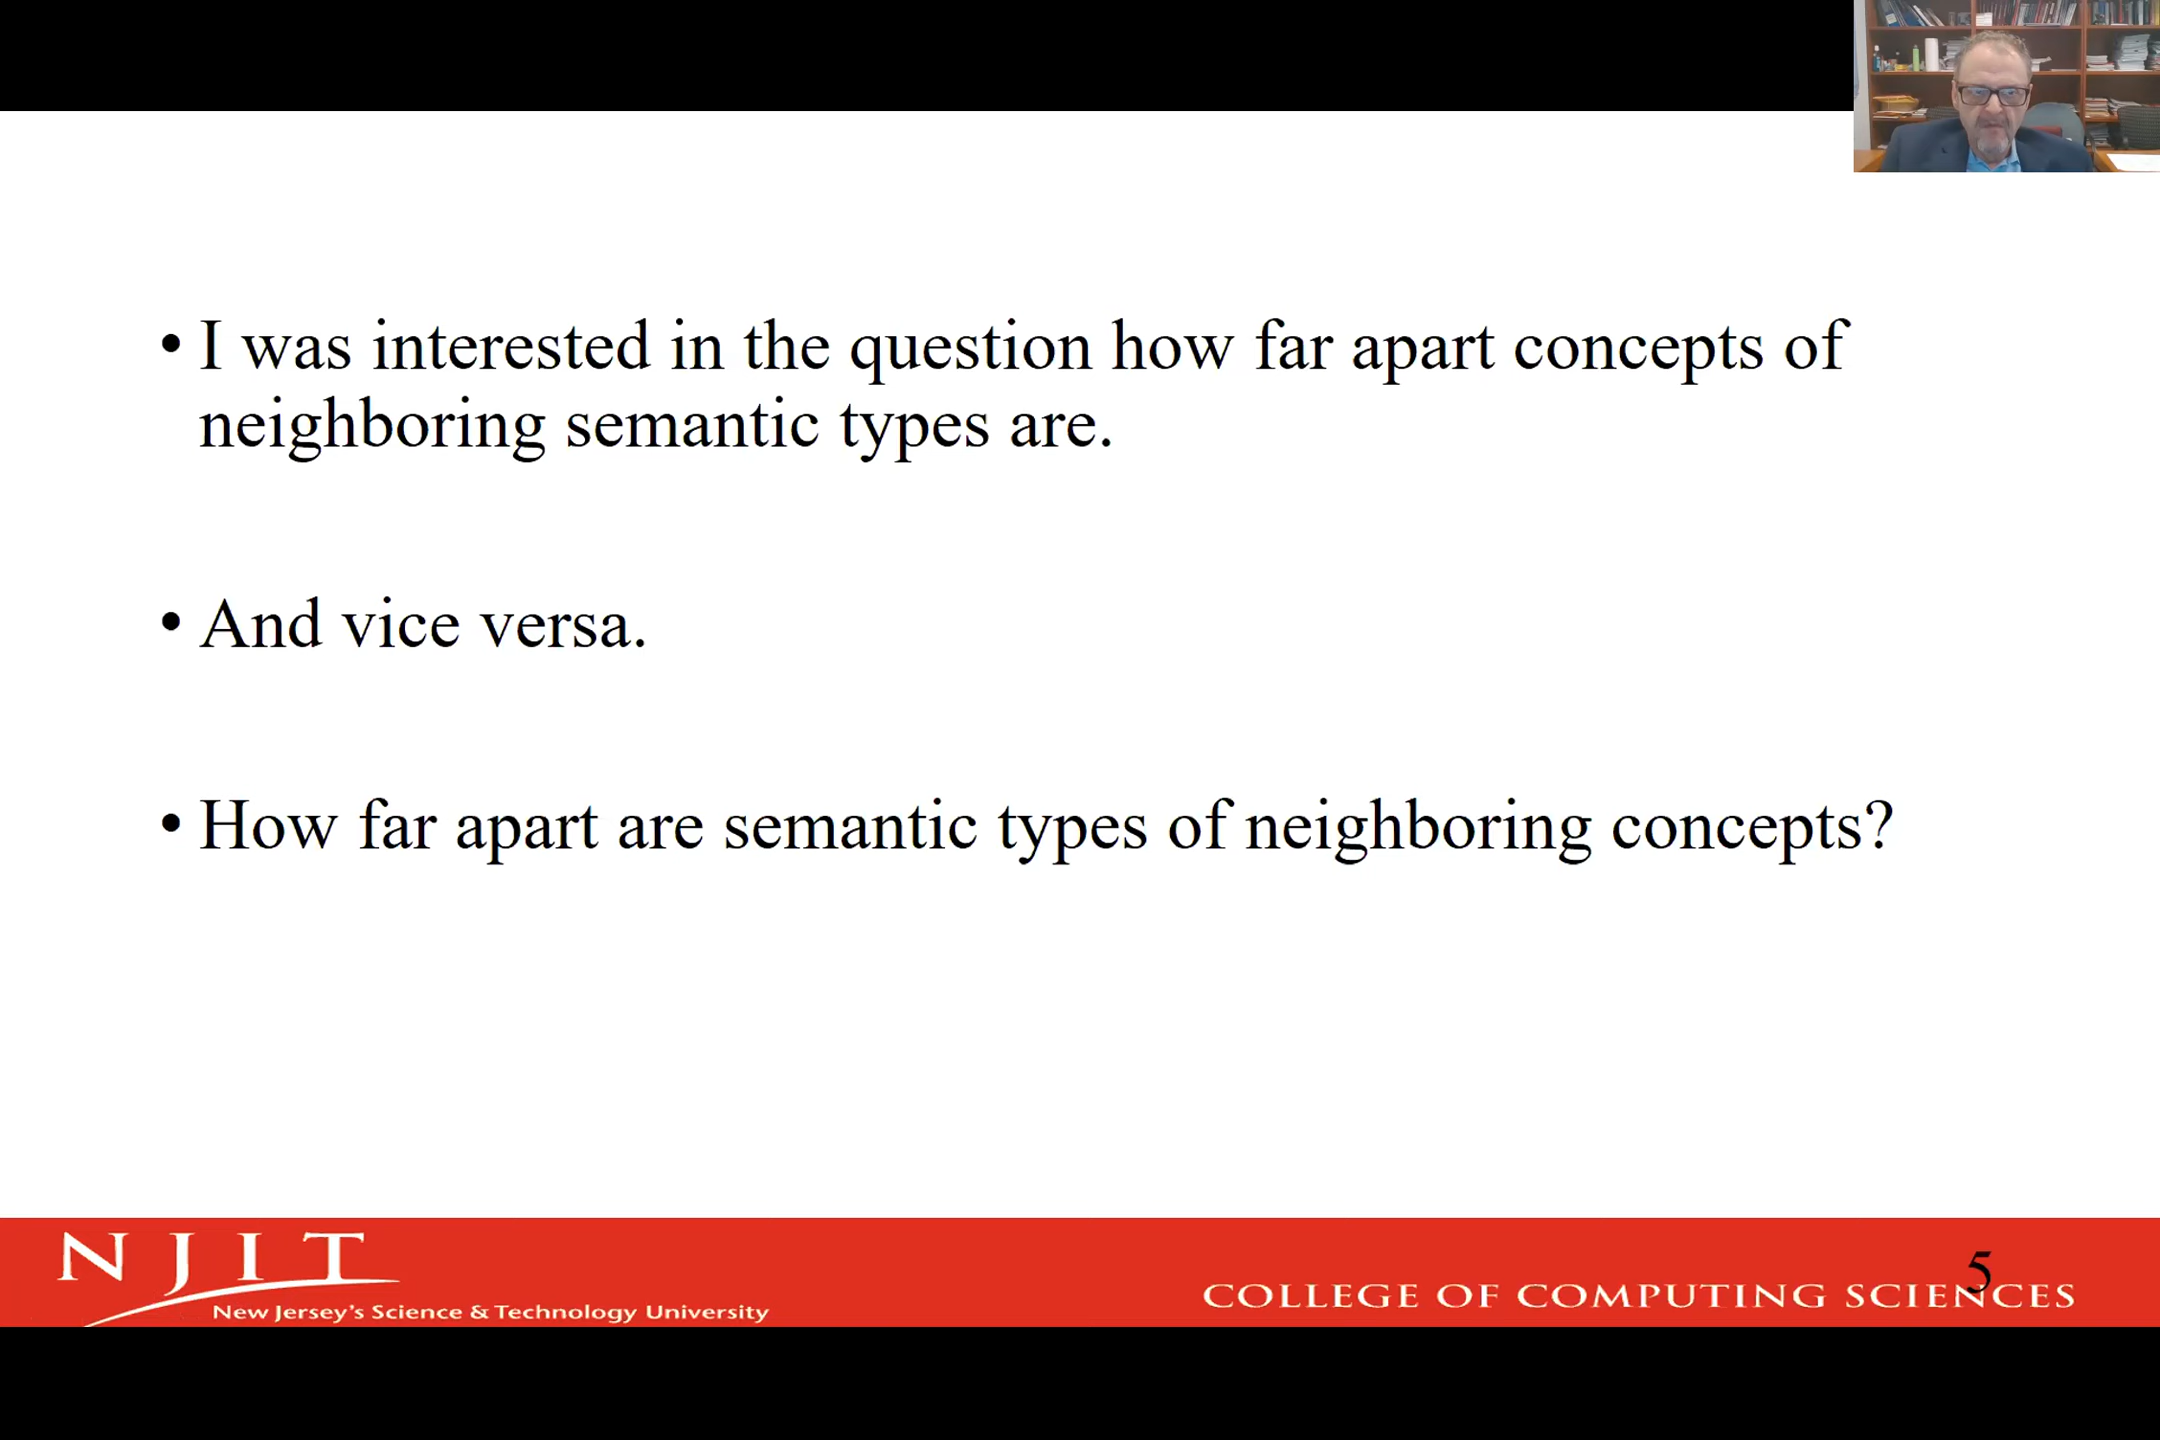 • I was interested in the question how far apart concepts of
neighboring semantic types are.
• And vice versa.
• How far apart are semantic types of neighboring concepts?
NJIT
New Jersey's Science & Technology University
COLLEGE OF COMPUTING SCIENCES
5